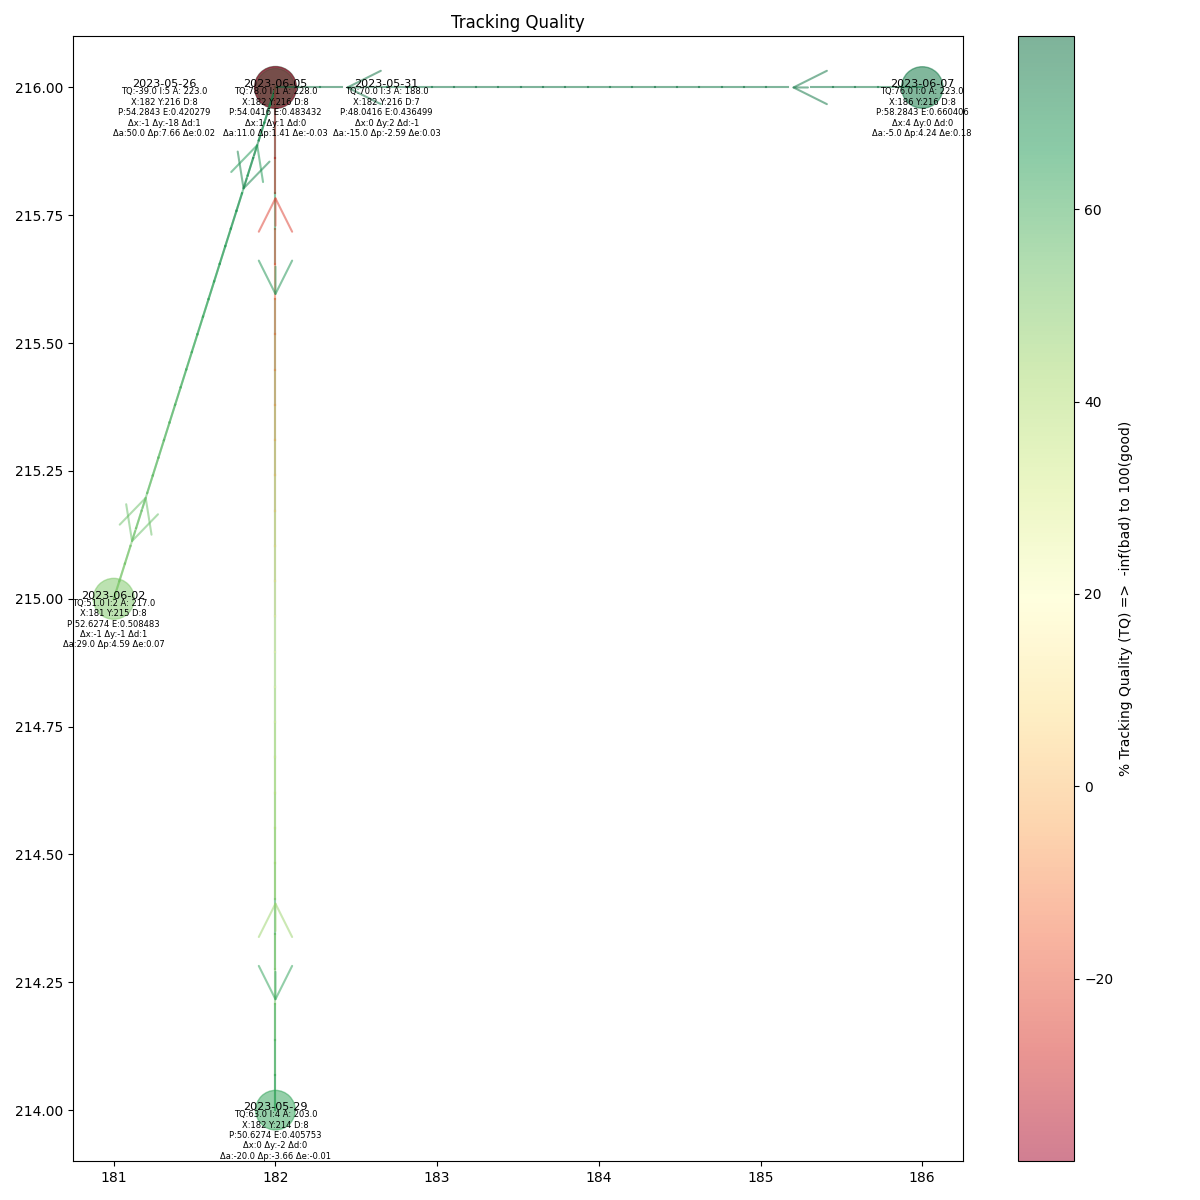 Tracking Quality
216.00
215.75
215.50
215.25
215.00
214.75
214.50
214.25
214.00
2023-05-26
TQ:-39.0 I:5 A: 223.0
X:182 Y:216 D:8
P:54.2843 E:0.420279
Δx:-1 Δy:-18 Δd:1
Δa:50.0 Δp:7.66 Δe:0.02
2023-06-05
TQ:78.0 I:1 A: 228.0
X:182 Y:216 D:8
P:54.0416 E:0.483432
Δx:1 Δy:1 Δd:0
Δa:11.0 Δp:1.41 Δe:-0.03
2023-05-31
TQ:70.0 I:3 A: 188.0
X:182 Y:216 D:7
P:48.0416 E:0.436499
Δx:0 Δy:2 Δd:-1
Δa:-15.0 Δp:-2.59 Δe:0.03
2023-06-07
TQ:76.0 I:0 A: 223.0
X:186 Y:216 D:8
P:58.2843 E:0.660406
Δx:4 Δy:0 Δd:0
Δa:-5.0 Δp:4.24 Δe:0.18
2023-06-02
TQ:51.0 I:2 A: 217.0
X:181 Y:215 D:8
P:52.6274 E:0.508483
Δx:-1 Δy:-1 Δd:1
Δa:29.0 Δp:4.59 Δe:0.07
2023-05-29
TQ:63.0 I:4 A: 203.0
X:182 Y:214 D:8
P:50.6274 E:0.405753
Δx:0 Δy:-2 Δd:0
Δa:-20.0 Δp:-3.66 Δe:-0.01
181
182
183
184
185
186
60
40
20
0
−20
% Tracking Quality (TQ) => -inf(bad) to 100(good)